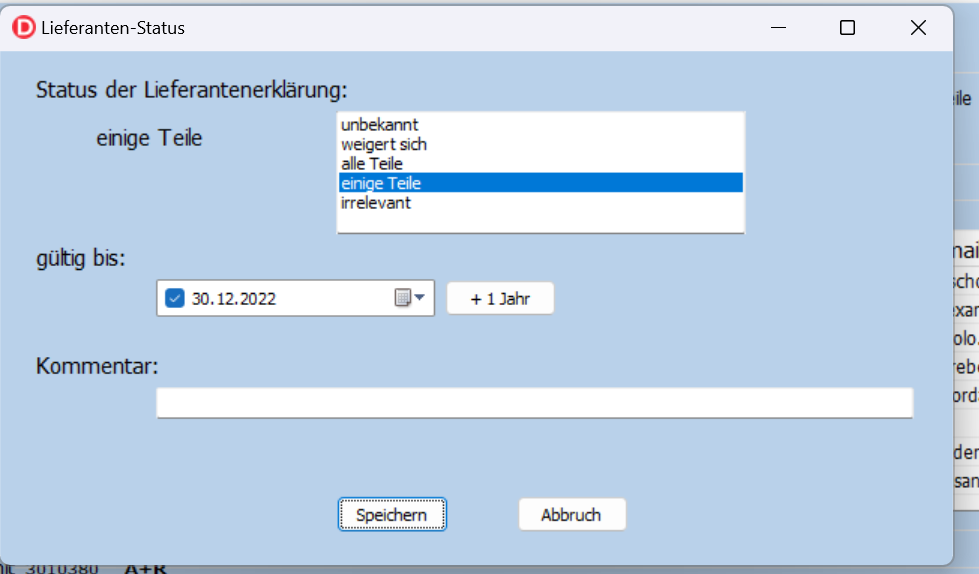 Lieferanten-Status
Status der Lieferantenerklärung:
einige Teile
unbekannt
weigert sich
alle Teile
einige Teile
irrelevant
gültig bis:
30.12.2022
+ 1 Jahr
Kommentar:
Speichern
Abbruch
3010380 A+R